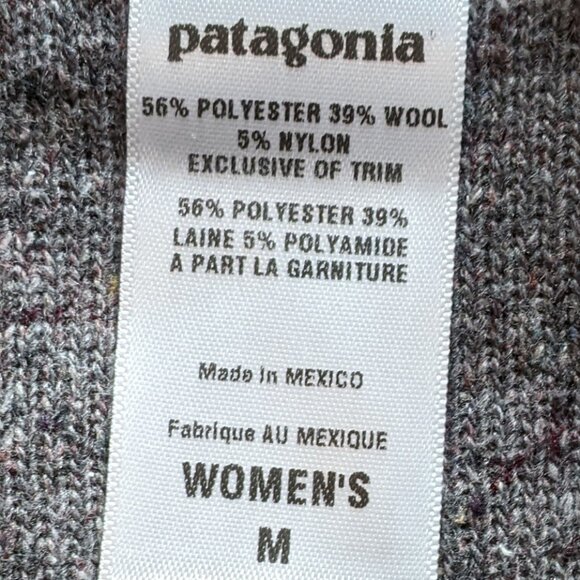 patagonia
56% POLYESTER 39% WOOL
5% NYLON
EXCLUSIVE OF TRIM
56% POLYESTER 39%
LAINE 5% POLYAMIDE
A PART LA GARNITURE
Made in MEXICO
Fabrique AU MEXIQUE
WOMEN'S
M